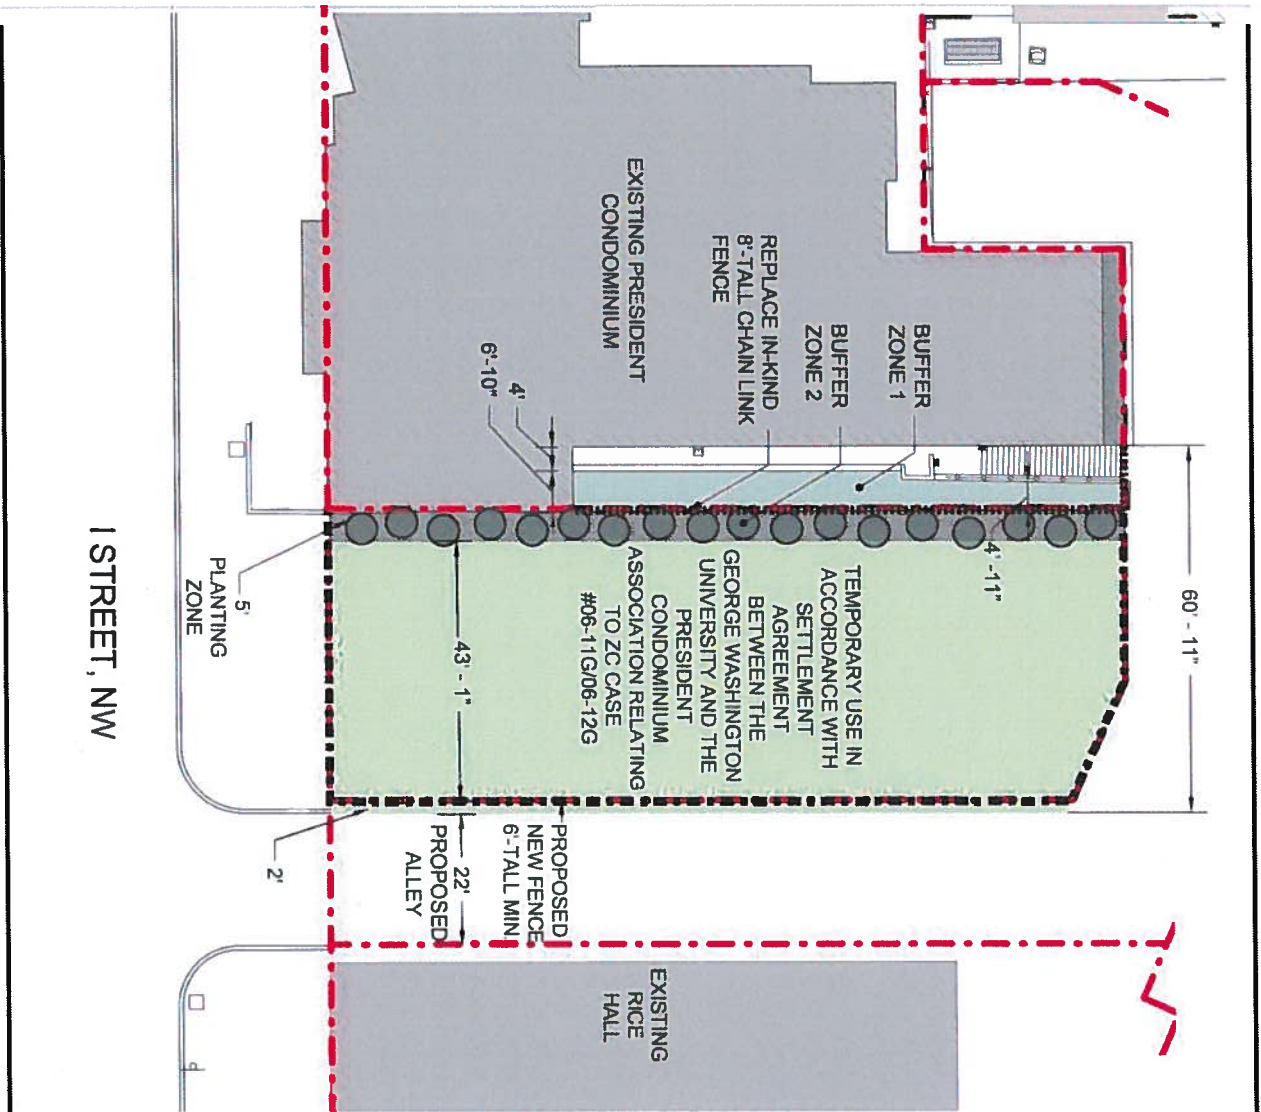 EXISTING PRESIDENT
CONDOMINIUM
REPLACE IN-KIND
8'-TALL CHAIN LINK
FENCE
BUFFER
ZONE 2
BUFFER
ZONE 1
4'
6'-10"
60' - 11"
4' -11"
TEMPORARY USE IN
ACCORDANCE WITH
SETTLEMENT
AGREEMENT
BETWEEN THE
GEORGE WASHINGTON
UNIVERSITY AND THE
PRESIDENT
CONDOMINIUM
ASSOCIATION RELATING
TO ZC CASE
#06-11G/06-12G
43' - 1"
5'
PLANTING
ZONE
I STREET, NW
2'
PROPOSED
NEW FENCE
6'-TALL MIN.
22'
PROPOSED
ALLEY
EXISTING
RICE
HALL